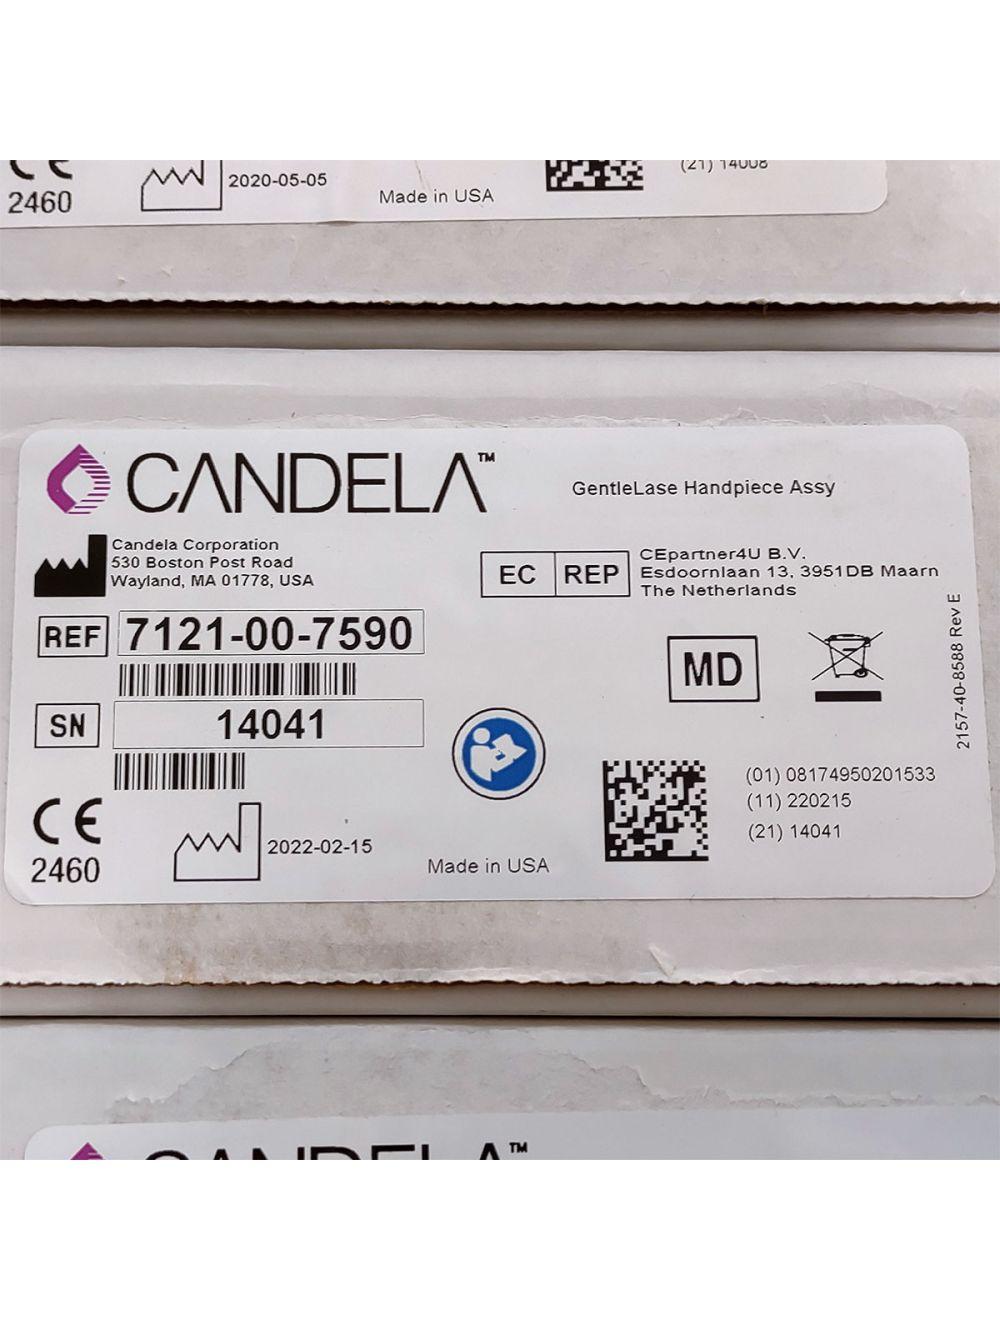 2460
2020-05-05
Made in USA
(21) 14008
CANDELA™
GentleLase Handpiece Assy
Candela Corporation
530 Boston Post Road
Wayland, MA 01778, USA
EC REP
CEpartner4U B.V.
Esdoornlaan 13, 3951DB Maarn
The Netherlands
REF 7121-00-7590
MD
SN 14041
2157-40-8588 Rev E
(01) 08174950201533
(11) 220215
(21) 14041
CE
2460
2022-02-15
Made in USA
CANDELA™